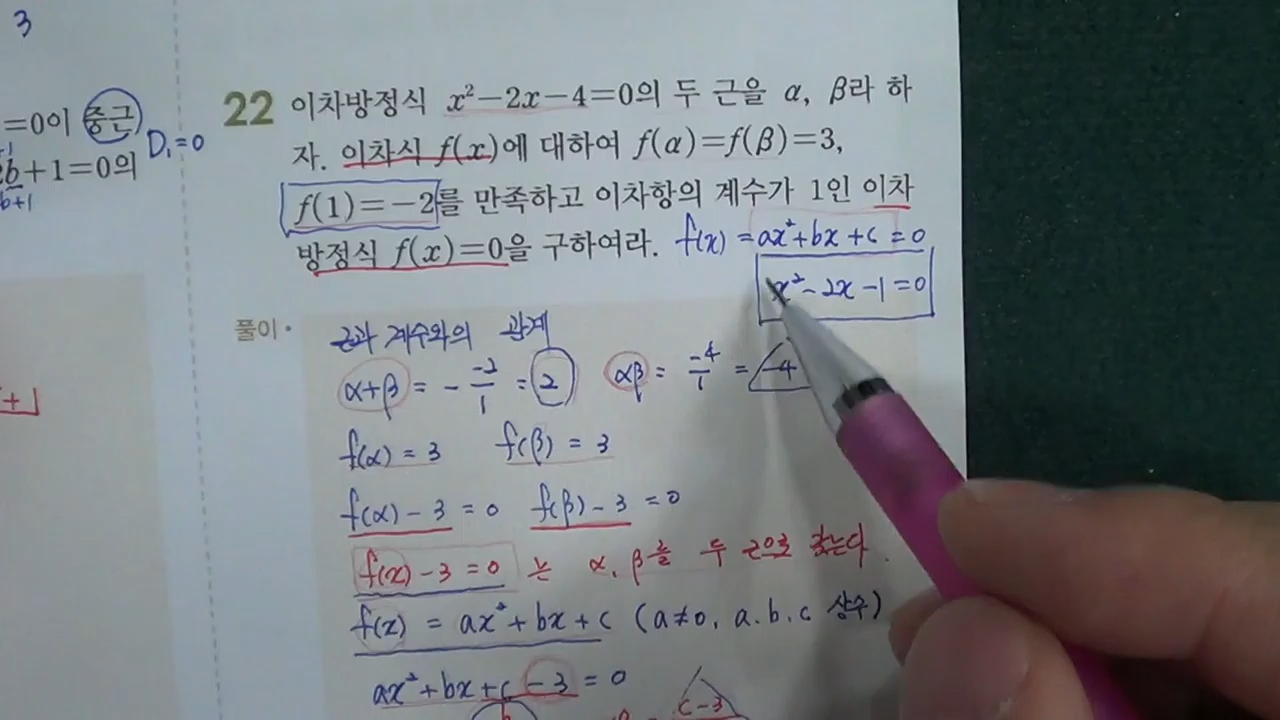 3
=0이 중근
D₁=0
b+1=0의
b+1
22 이차방정식 x²−2x−4=0의 두 근을 α, β라 하
자. 이차식 f(x)에 대하여 f(α)=f(β)=3,
f(1)=−2를 만족하고 이차항의 계수가 1인 이차
방정식 f(x)=0을 구하여라. f(x)=ax²+bx+c=0
x²−2x−1=0
풀이·
근과 계수와의 관계
α+β = − −2/1 = 2 αβ = −4/1 = −4
f(α) = 3 f(β) = 3
f(α)−3 = 0 f(β)−3 = 0
f(x)−3 = 0 는 α, β를 두 근으로 갖는다.
f(x) = ax²+bx+c (a≠0, a.b.c 상수)
ax²+bx+c−3 = 0
c−3